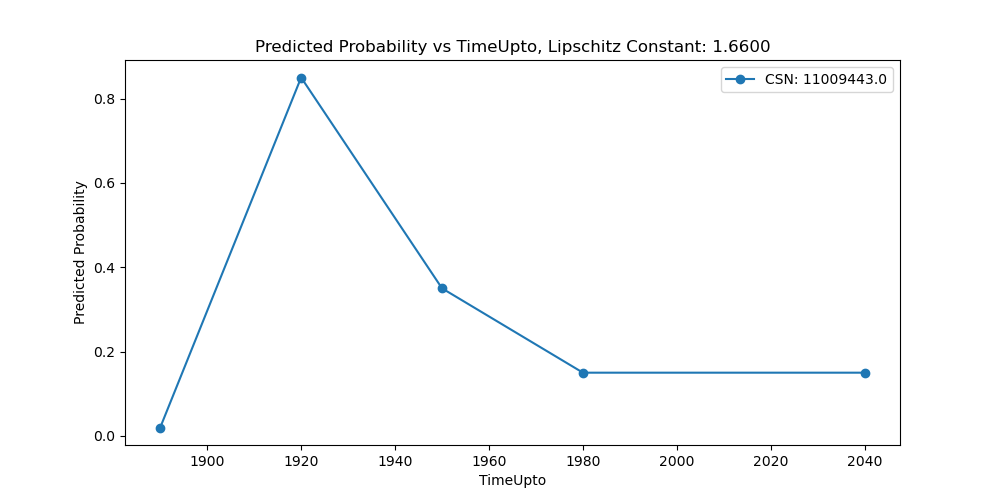 Predicted Probability vs TimeUpto, Lipschitz Constant: 1.6600
CSN: 11009443.0
Predicted Probability
0.8
0.6
0.4
0.2
0.0
1900 1920 1940 1960 1980 2000 2020 2040
TimeUpto